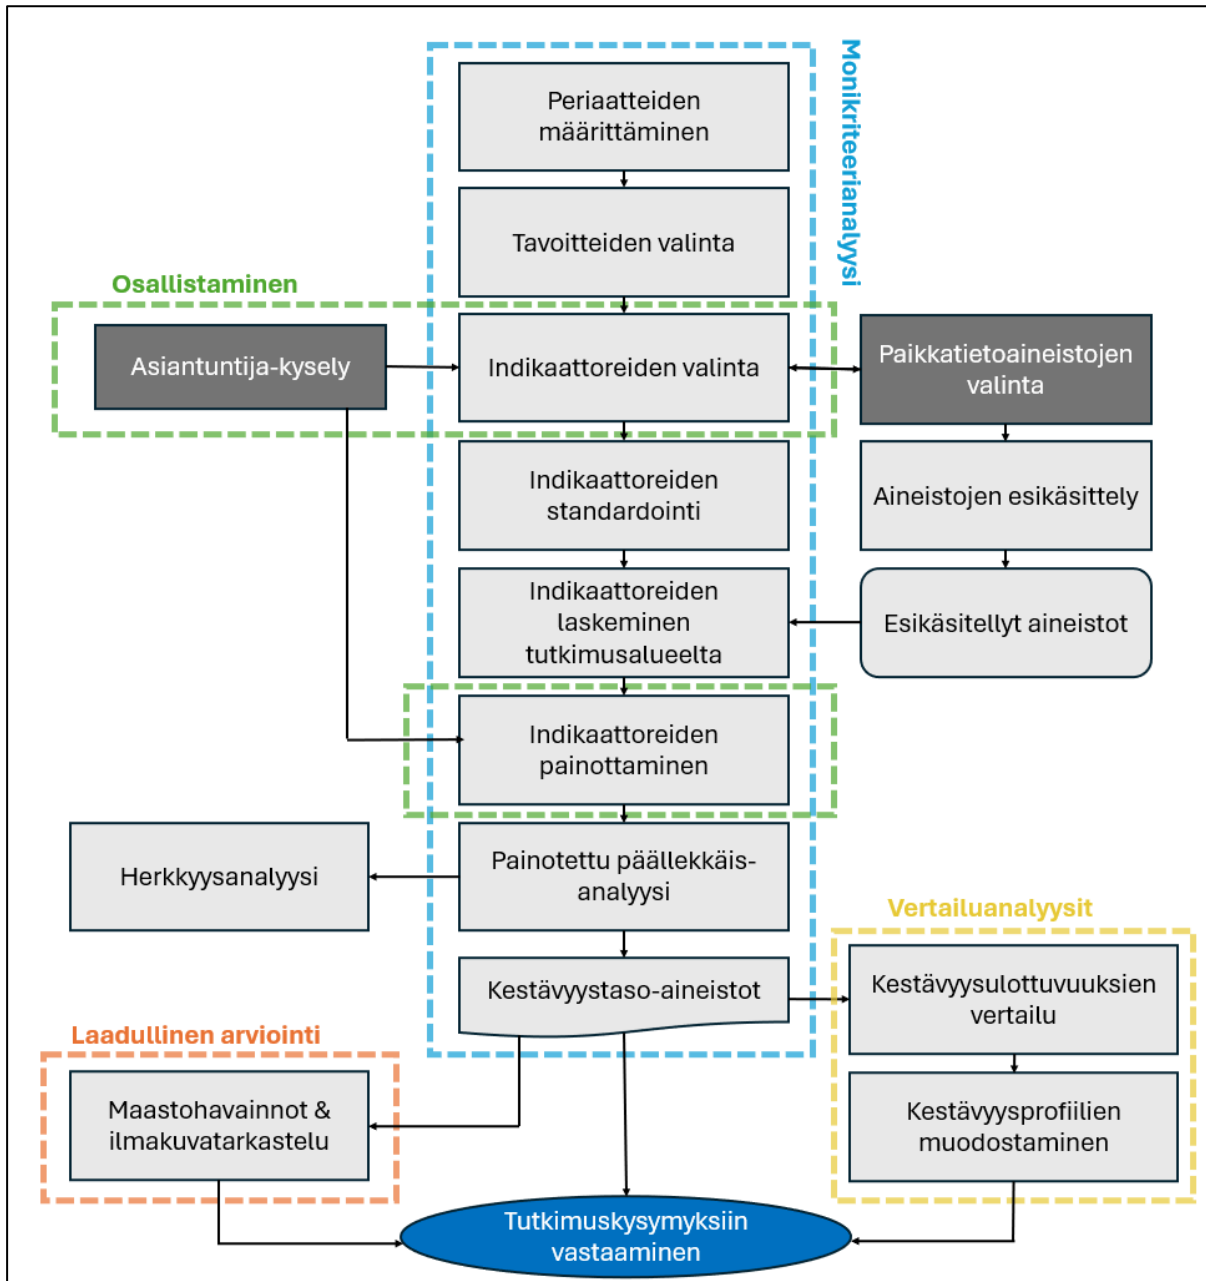 Monikriteerianalyysi
Periaatteiden
määrittäminen
Tavoitteiden valinta
Osallistaminen
Asiantuntija-kysely
Indikaattoreiden valinta
Paikkatietoaineistojen
valinta
Indikaattoreiden
standardointi
Aineistojen esikäsittely
Indikaattoreiden
laskeminen
tutkimusalueelta
Esikäsitellyt aineistot
Indikaattoreiden
painottaminen
Herkkyysanalyysi
Painotettu päällekkäis-
analyysi
Vertailuanalyysit
Kestävyystaso-aineistot
Kestävyysulottuvuuksien
vertailu
Laadullinen arviointi
Maastohavainnot &
ilmakuvatarkastelu
Kestävyysprofiilien
muodostaminen
Tutkimuskysymyksiin
vastaaminen